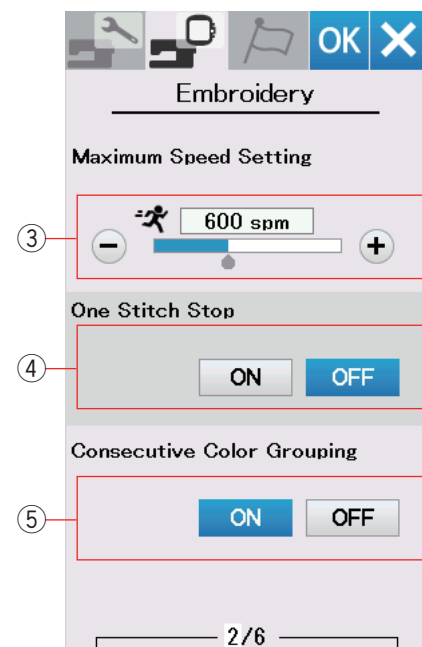 OK
Embroidery
Maximum Speed Setting
③
600 spm
One Stitch Stop
④
ON OFF
Consecutive Color Grouping
⑤
ON OFF
2/6